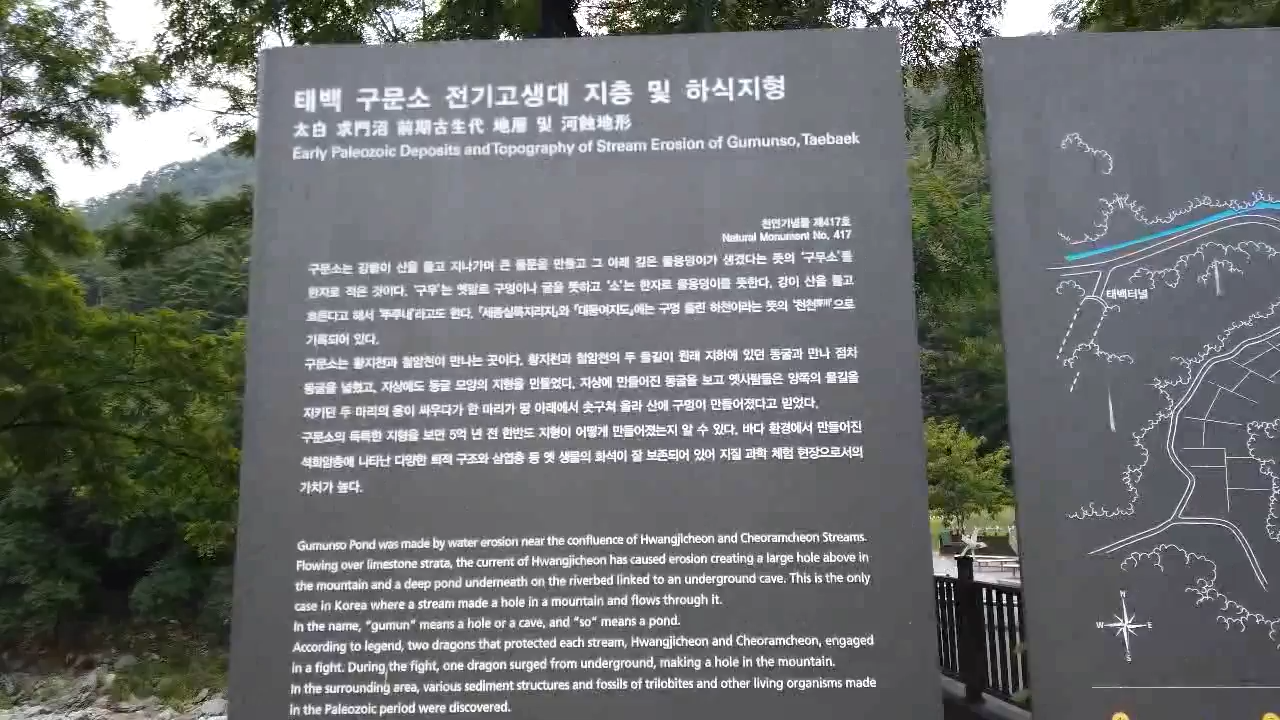 태백 구문소 전기고생대 지층 및 하식지형
太白 求門沼 前期古生代 地層 및 河蝕地形
Early Paleozoic Deposits and Topography of Stream Erosion of Gumunso, Taebaek
천연기념물 제417호
Natural Monument No. 417
구문소는 강물이 산을 뚫고 지나가며 큰 돌문을 만들고 그 아래 깊은 물웅덩이가 생겼다는 뜻의 '구무소'를
한자로 적은 것이다. '구무'는 옛말로 구멍이나 굴을 뜻하고 '소'는 한자로 물웅덩이를 뜻한다. 강이 산을 뚫고
흐른다고 해서 '뚜루내'라고도 한다. 『세종실록지리지』와 『대동여지도』에는 구멍 뚫린 하천이라는 뜻의 '천천'으로
기록되어 있다.
구문소는 황지천과 철암천이 만나는 곳이다. 황지천과 철암천의 두 물길이 원래 지하에 있던 동굴과 만나 점차
동굴을 넓혔고, 지상에도 동굴 모양의 지형을 만들었다. 지상에 만들어진 동굴을 보고 옛사람들은 양쪽의 물길을
지키던 두 마리의 용이 싸우다가 한 마리가 땅 아래에서 솟구쳐 올라 산에 구멍이 만들어졌다고 믿었다.
구문소의 독특한 지형을 보면 5억 년 전 한반도 지형이 어떻게 만들어졌는지 알 수 있다. 바다 환경에서 만들어진
석회암층에 나타난 다양한 퇴적 구조와 삼엽충 등 옛 생물의 화석이 잘 보존되어 있어 지질 과학 체험 현장으로서의
가치가 높다.
Gumunso Pond was made by water erosion near the confluence of Hwangjicheon and Cheoramcheon Streams.
Flowing over limestone strata, the current of Hwangjicheon has caused erosion creating a large hole above in
the mountain and a deep pond underneath on the riverbed linked to an underground cave. This is the only
case in Korea where a stream made a hole in a mountain and flows through it.
In the name, "gumun" means a hole or a cave, and "so" means a pond.
According to legend, two dragons that protected each stream, Hwangjicheon and Cheoramcheon, engaged
in a fight. During the fight, one dragon surged from underground, making a hole in the mountain.
In the surrounding area, various sediment structures and fossils of trilobites and other living organisms made
in the Paleozoic period were discovered.
태백터널
N
W E
S